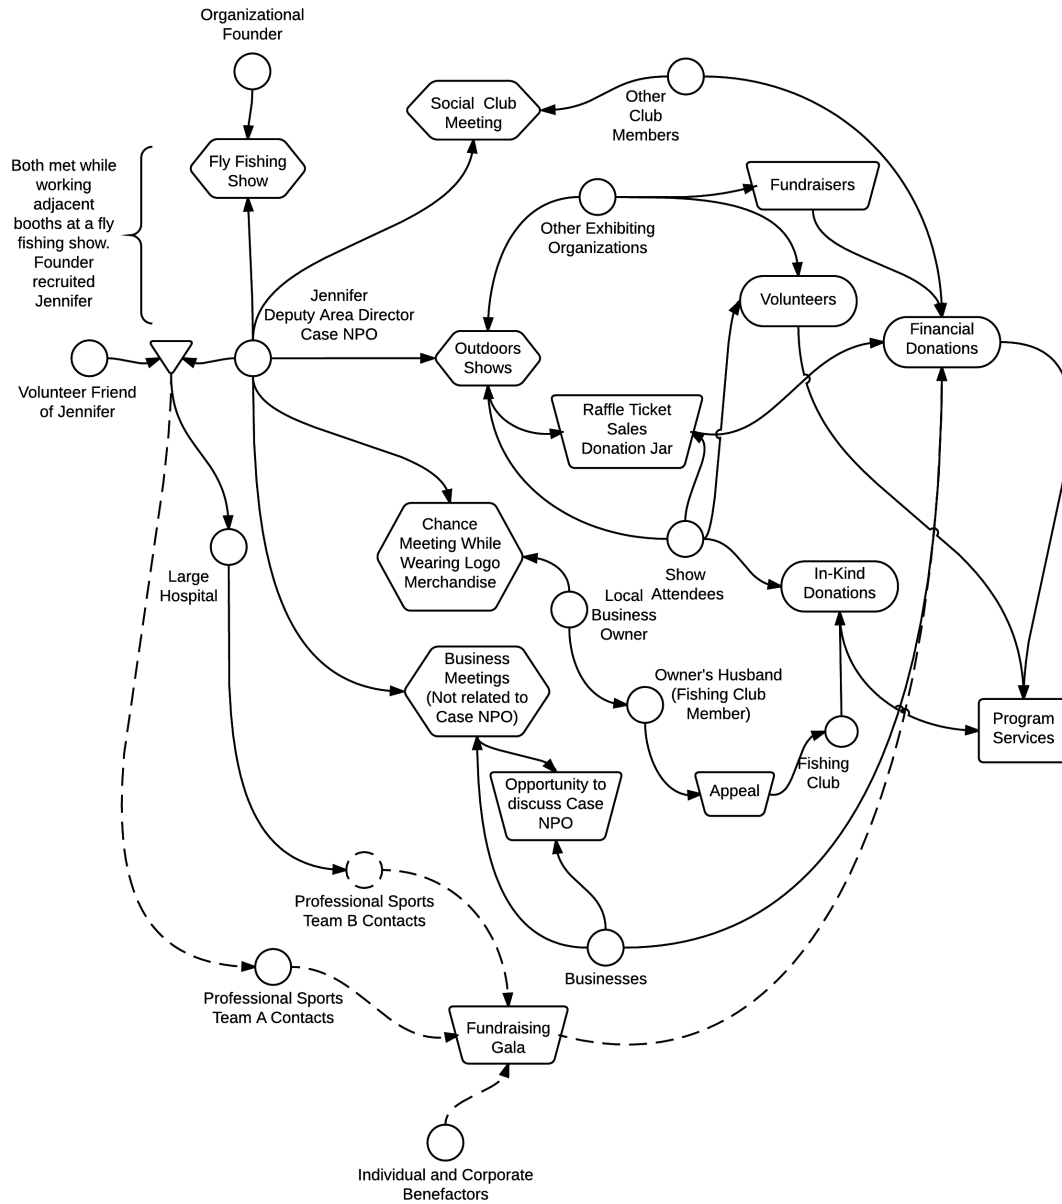 Organizational
Founder
Social Club
Meeting
Other
Club
Members
Fly Fishing
Show
Both met while
working
adjacent
booths at a fly
fishing show.
Founder
recruited
Jennifer
Fundraisers
Other Exhibiting
Organizations
Jennifer
Deputy Area Director
Case NPO
Volunteers
Financial
Donations
Outdoors
Shows
Volunteer Friend
of Jennifer
Raffle Ticket
Sales
Donation Jar
Chance
Meeting While
Wearing Logo
Merchandise
Large
Hospital
Show
Attendees
In-Kind
Donations
Local
Business
Owner
Business
Meetings
(Not related to
Case NPO)
Owner's Husband
(Fishing Club
Member)
Program
Services
Opportunity to
discuss Case
NPO
Appeal
Fishing
Club
Professional Sports
Team B Contacts
Businesses
Professional Sports
Team A Contacts
Fundraising
Gala
Individual and Corporate
Benefactors